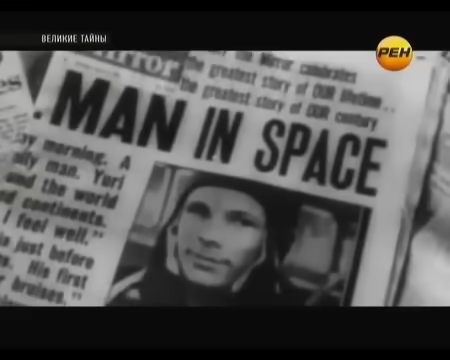 ВЕЛИКИЕ ТАЙНЫ
РЕН
Mirror
The Mirror celebrates
the greatest story of OUR lifetime
the greatest story of OUR century
MAN IN SPACE
morning. A
man. Yuri
and the world
continents.
I feel well."
just before
His first
bruises."